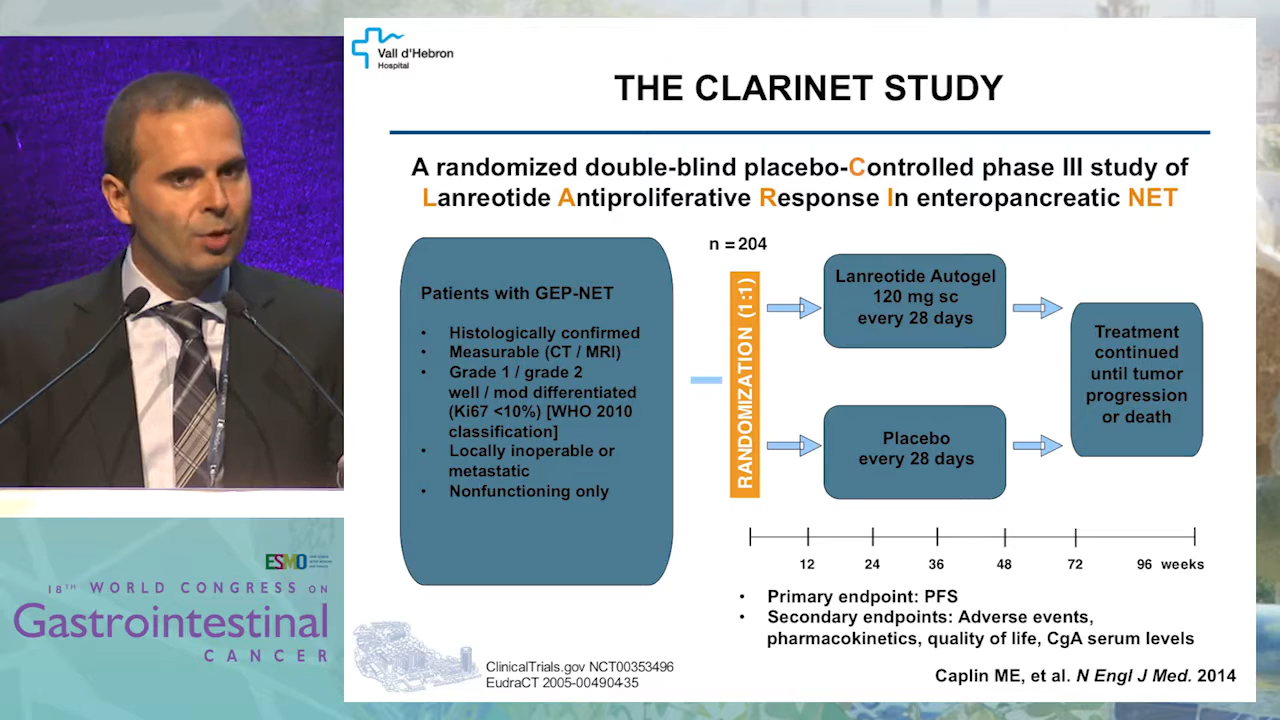 Vall d'Hebron
Hospital
THE CLARINET STUDY
A randomized double-blind placebo-Controlled phase III study of
Lanreotide Antiproliferative Response In enteropancreatic NET
Patients with GEP-NET
• Histologically confirmed
• Measurable (CT / MRI)
• Grade 1 / grade 2
well / mod differentiated
(Ki67 <10%) [WHO 2010
classification]
• Locally inoperable or
metastatic
• Nonfunctioning only
n = 204
RANDOMIZATION (1:1)
Lanreotide Autogel
120 mg sc
every 28 days
Placebo
every 28 days
Treatment
continued
until tumor
progression
or death
12 24 36 48 72 96 weeks
• Primary endpoint: PFS
• Secondary endpoints: Adverse events,
pharmacokinetics, quality of life, CgA serum levels
ClinicalTrials.gov NCT00353496
EudraCT 2005-004904-35
Caplin ME, et al. N Engl J Med. 2014
ESMO
18TH WORLD CONGRESS ON
Gastrointestinal
CANCER